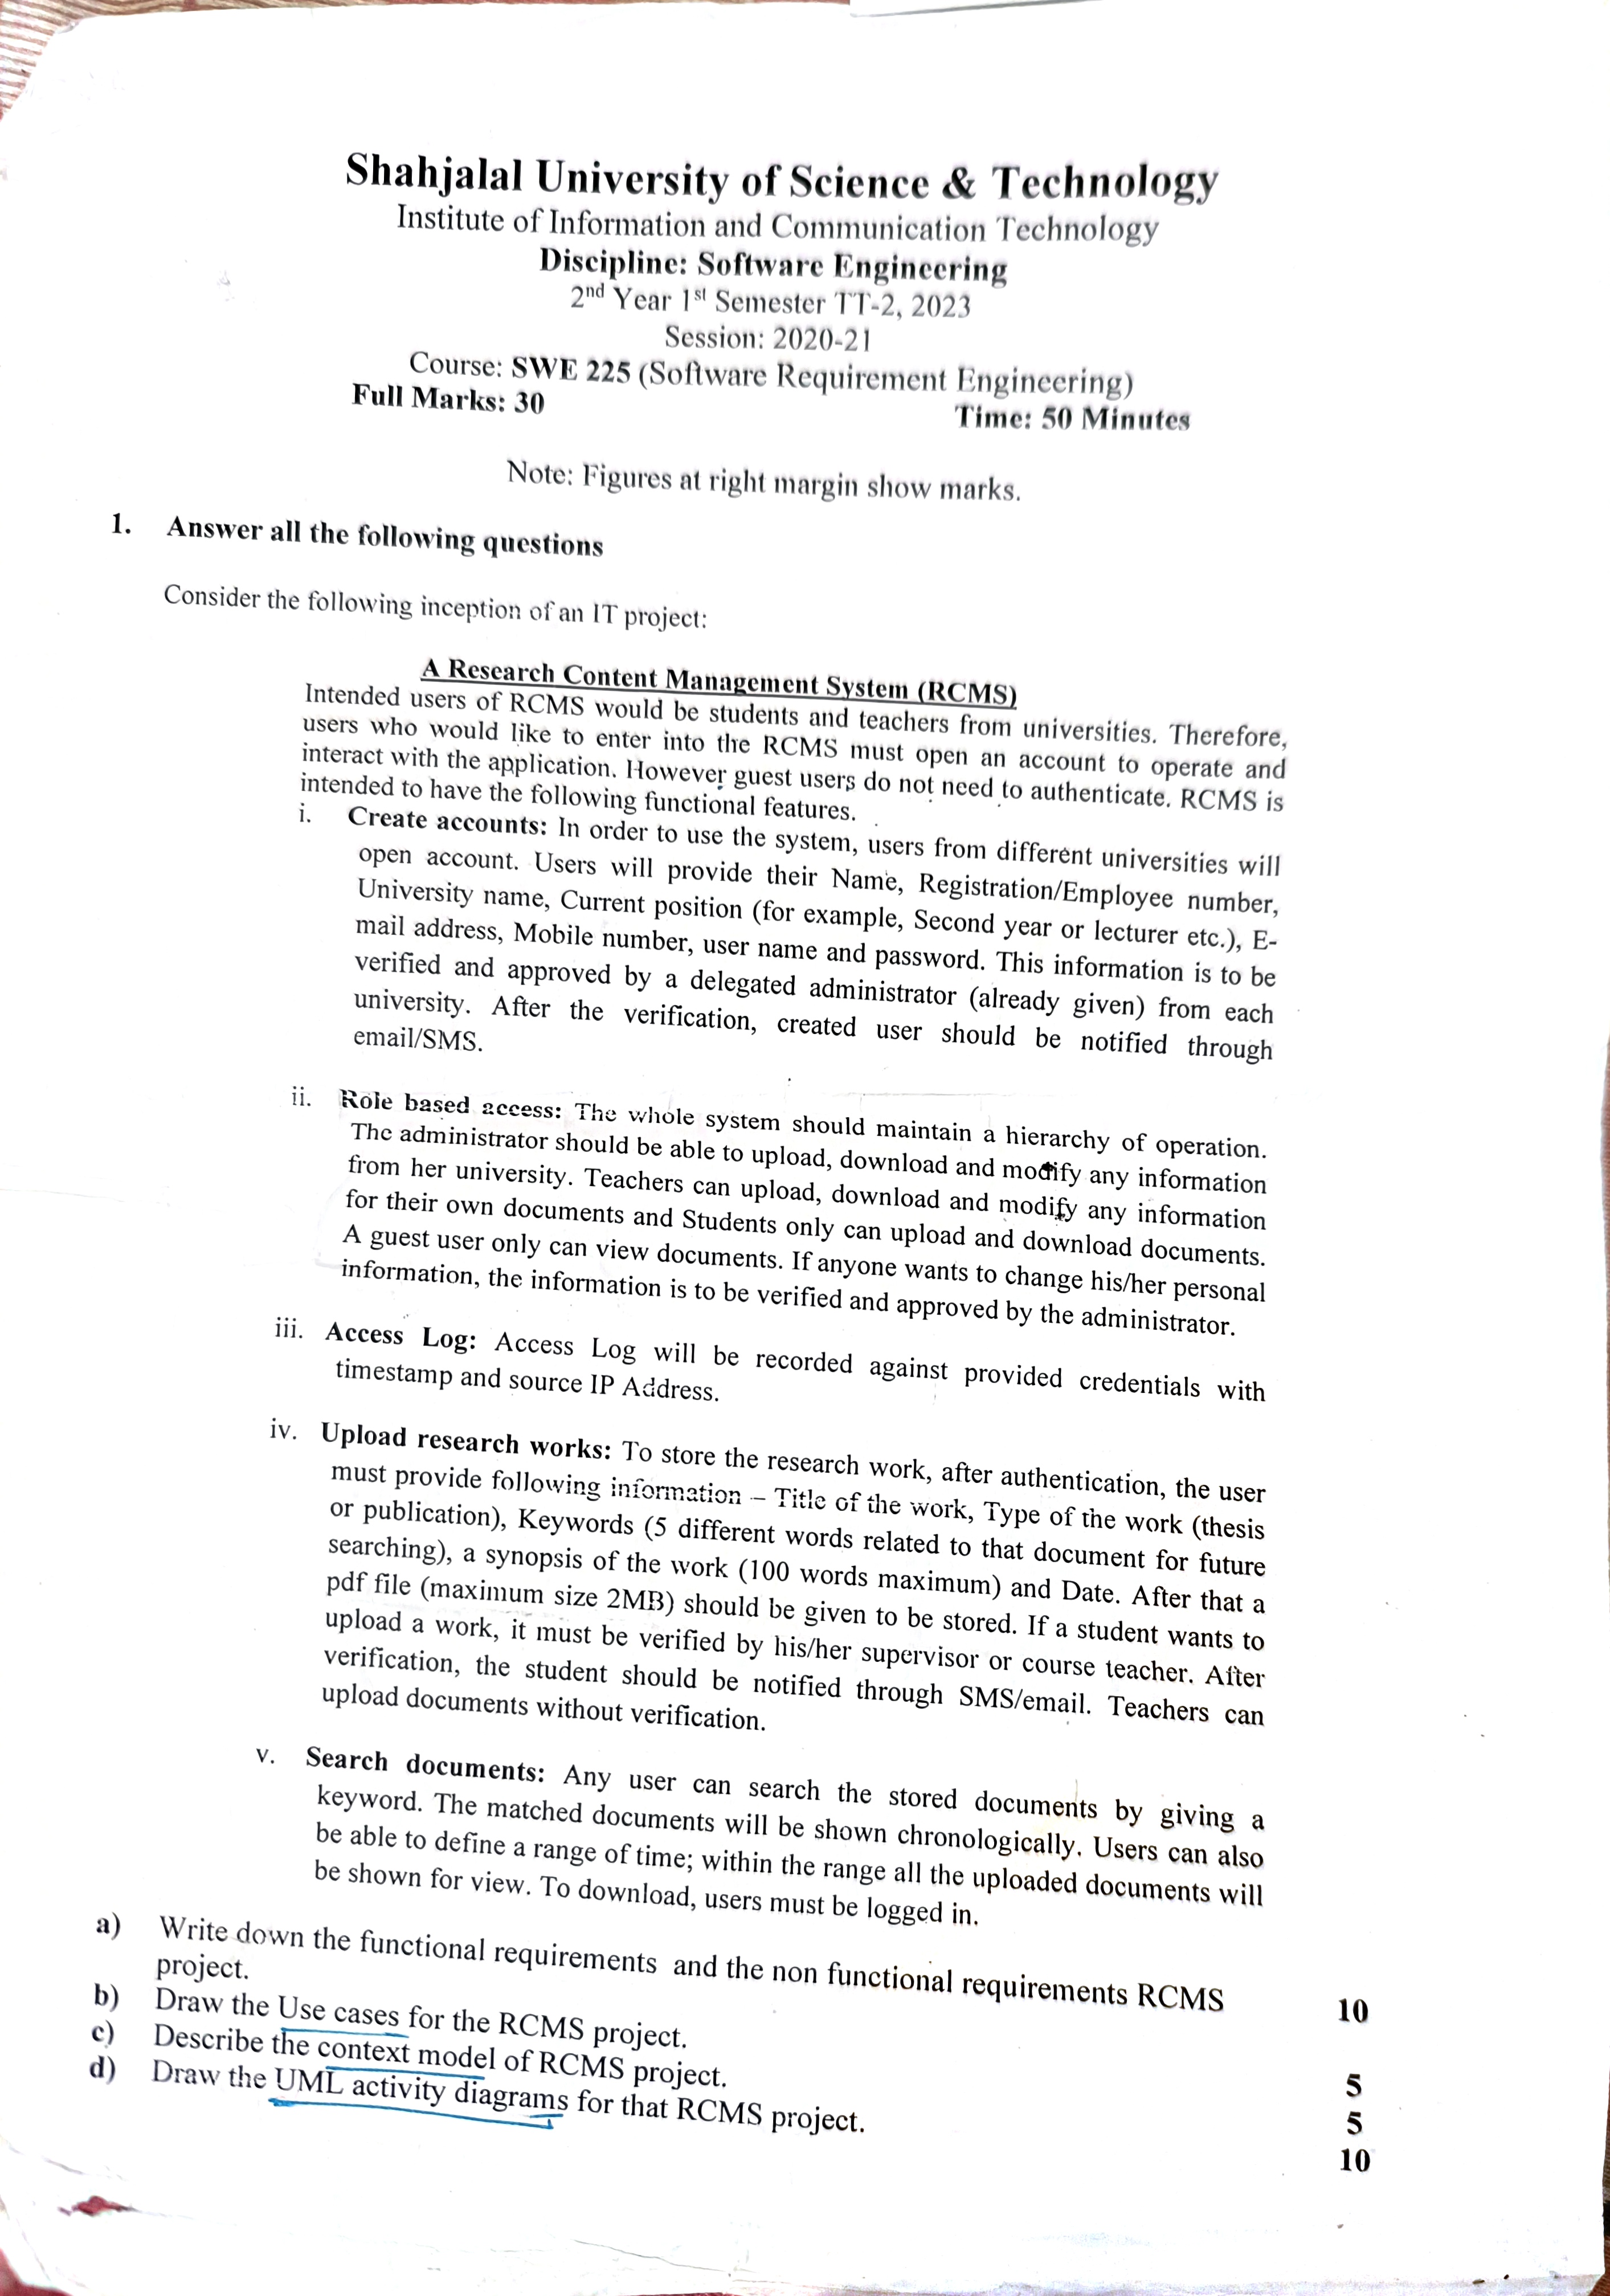 Shahjalal University of Science & Technology
Institute of Information and Communication Technology
Discipline: Software Engineering
2nd Year 1st Semester TT-2, 2023
Session: 2020-21
Course: SWE 225 (Software Requirement Engineering)
Full Marks: 30 Time: 50 Minutes
Note: Figures at right margin show marks.
1. Answer all the following questions
Consider the following inception of an IT project:
A Research Content Management System (RCMS)
Intended users of RCMS would be students and teachers from universities. Therefore,
users who would like to enter into the RCMS must open an account to operate and
interact with the application. However guest users do not need to authenticate. RCMS is
intended to have the following functional features.
i. Create accounts: In order to use the system, users from different universities will
open account. Users will provide their Name, Registration/Employee number,
University name, Current position (for example, Second year or lecturer etc.), E-
mail address, Mobile number, user name and password. This information is to be
verified and approved by a delegated administrator (already given) from each
university. After the verification, created user should be notified through
email/SMS.
ii. Role based access: The whole system should maintain a hierarchy of operation.
The administrator should be able to upload, download and modify any information
from her university. Teachers can upload, download and modify any information
for their own documents and Students only can upload and download documents.
A guest user only can view documents. If anyone wants to change his/her personal
information, the information is to be verified and approved by the administrator.
iii. Access Log: Access Log will be recorded against provided credentials with
timestamp and source IP Address.
iv. Upload research works: To store the research work, after authentication, the user
must provide following information – Title of the work, Type of the work (thesis
or publication), Keywords (5 different words related to that document for future
searching), a synopsis of the work (100 words maximum) and Date. After that a
pdf file (maximum size 2MB) should be given to be stored. If a student wants to
upload a work, it must be verified by his/her supervisor or course teacher. After
verification, the student should be notified through SMS/email. Teachers can
upload documents without verification.
v. Search documents: Any user can search the stored documents by giving a
keyword. The matched documents will be shown chronologically. Users can also
be able to define a range of time; within the range all the uploaded documents will
be shown for view. To download, users must be logged in.
a) Write down the functional requirements and the non functional requirements RCMS
project. 10
b) Draw the Use cases for the RCMS project. 5
c) Describe the context model of RCMS project. 5
d) Draw the UML activity diagrams for that RCMS project. 10